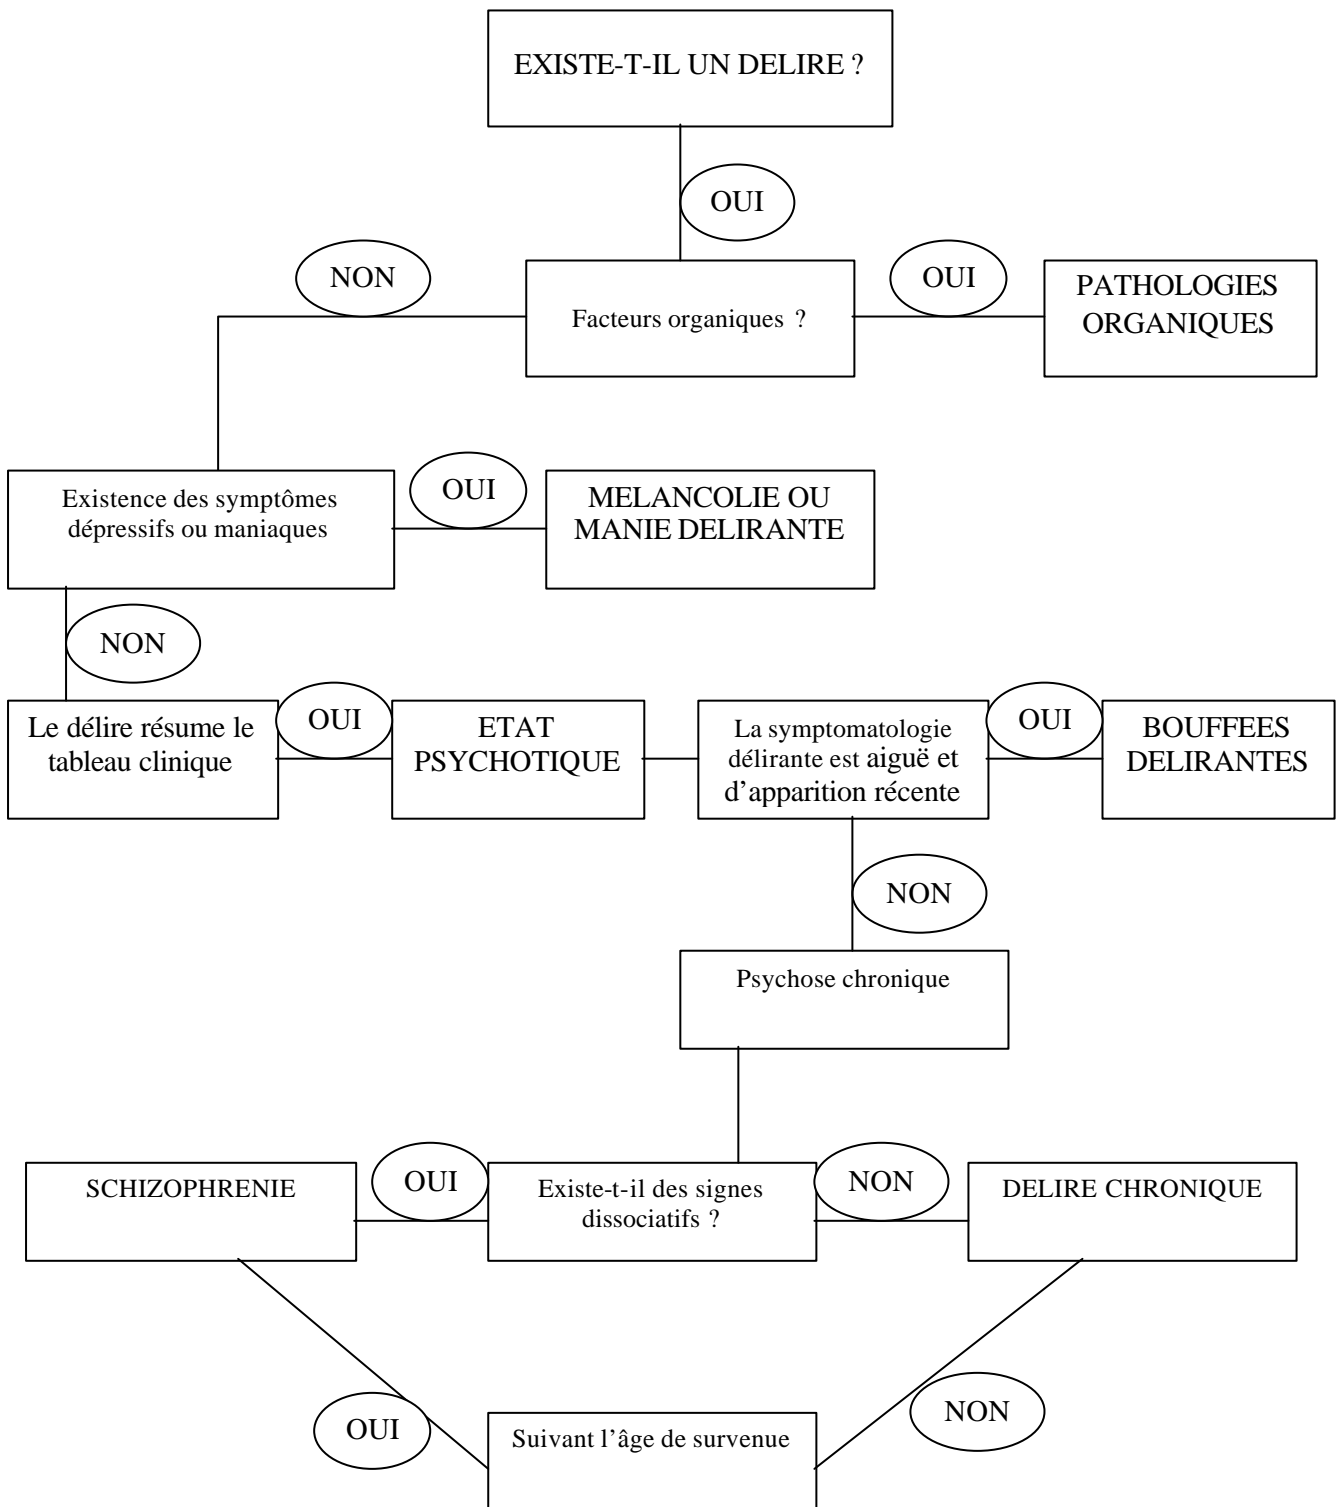 EXISTE-T-IL UN DELIRE ?
OUI
NON
OUI
Facteurs organiques ?
PATHOLOGIES
ORGANIQUES
Existence des symptômes
dépressifs ou maniaques
OUI
MELANCOLIE OU
MANIE DELIRANTE
NON
Le délire résume le
tableau clinique
OUI
ETAT
PSYCHOTIQUE
La symptomatologie
délirante est aiguë et
d’apparition récente
OUI
BOUFFEES
DELIRANTES
NON
Psychose chronique
SCHIZOPHRENIE
OUI
Existe-t-il des signes
dissociatifs ?
NON
DELIRE CHRONIQUE
OUI
Suivant l’âge de survenue
NON